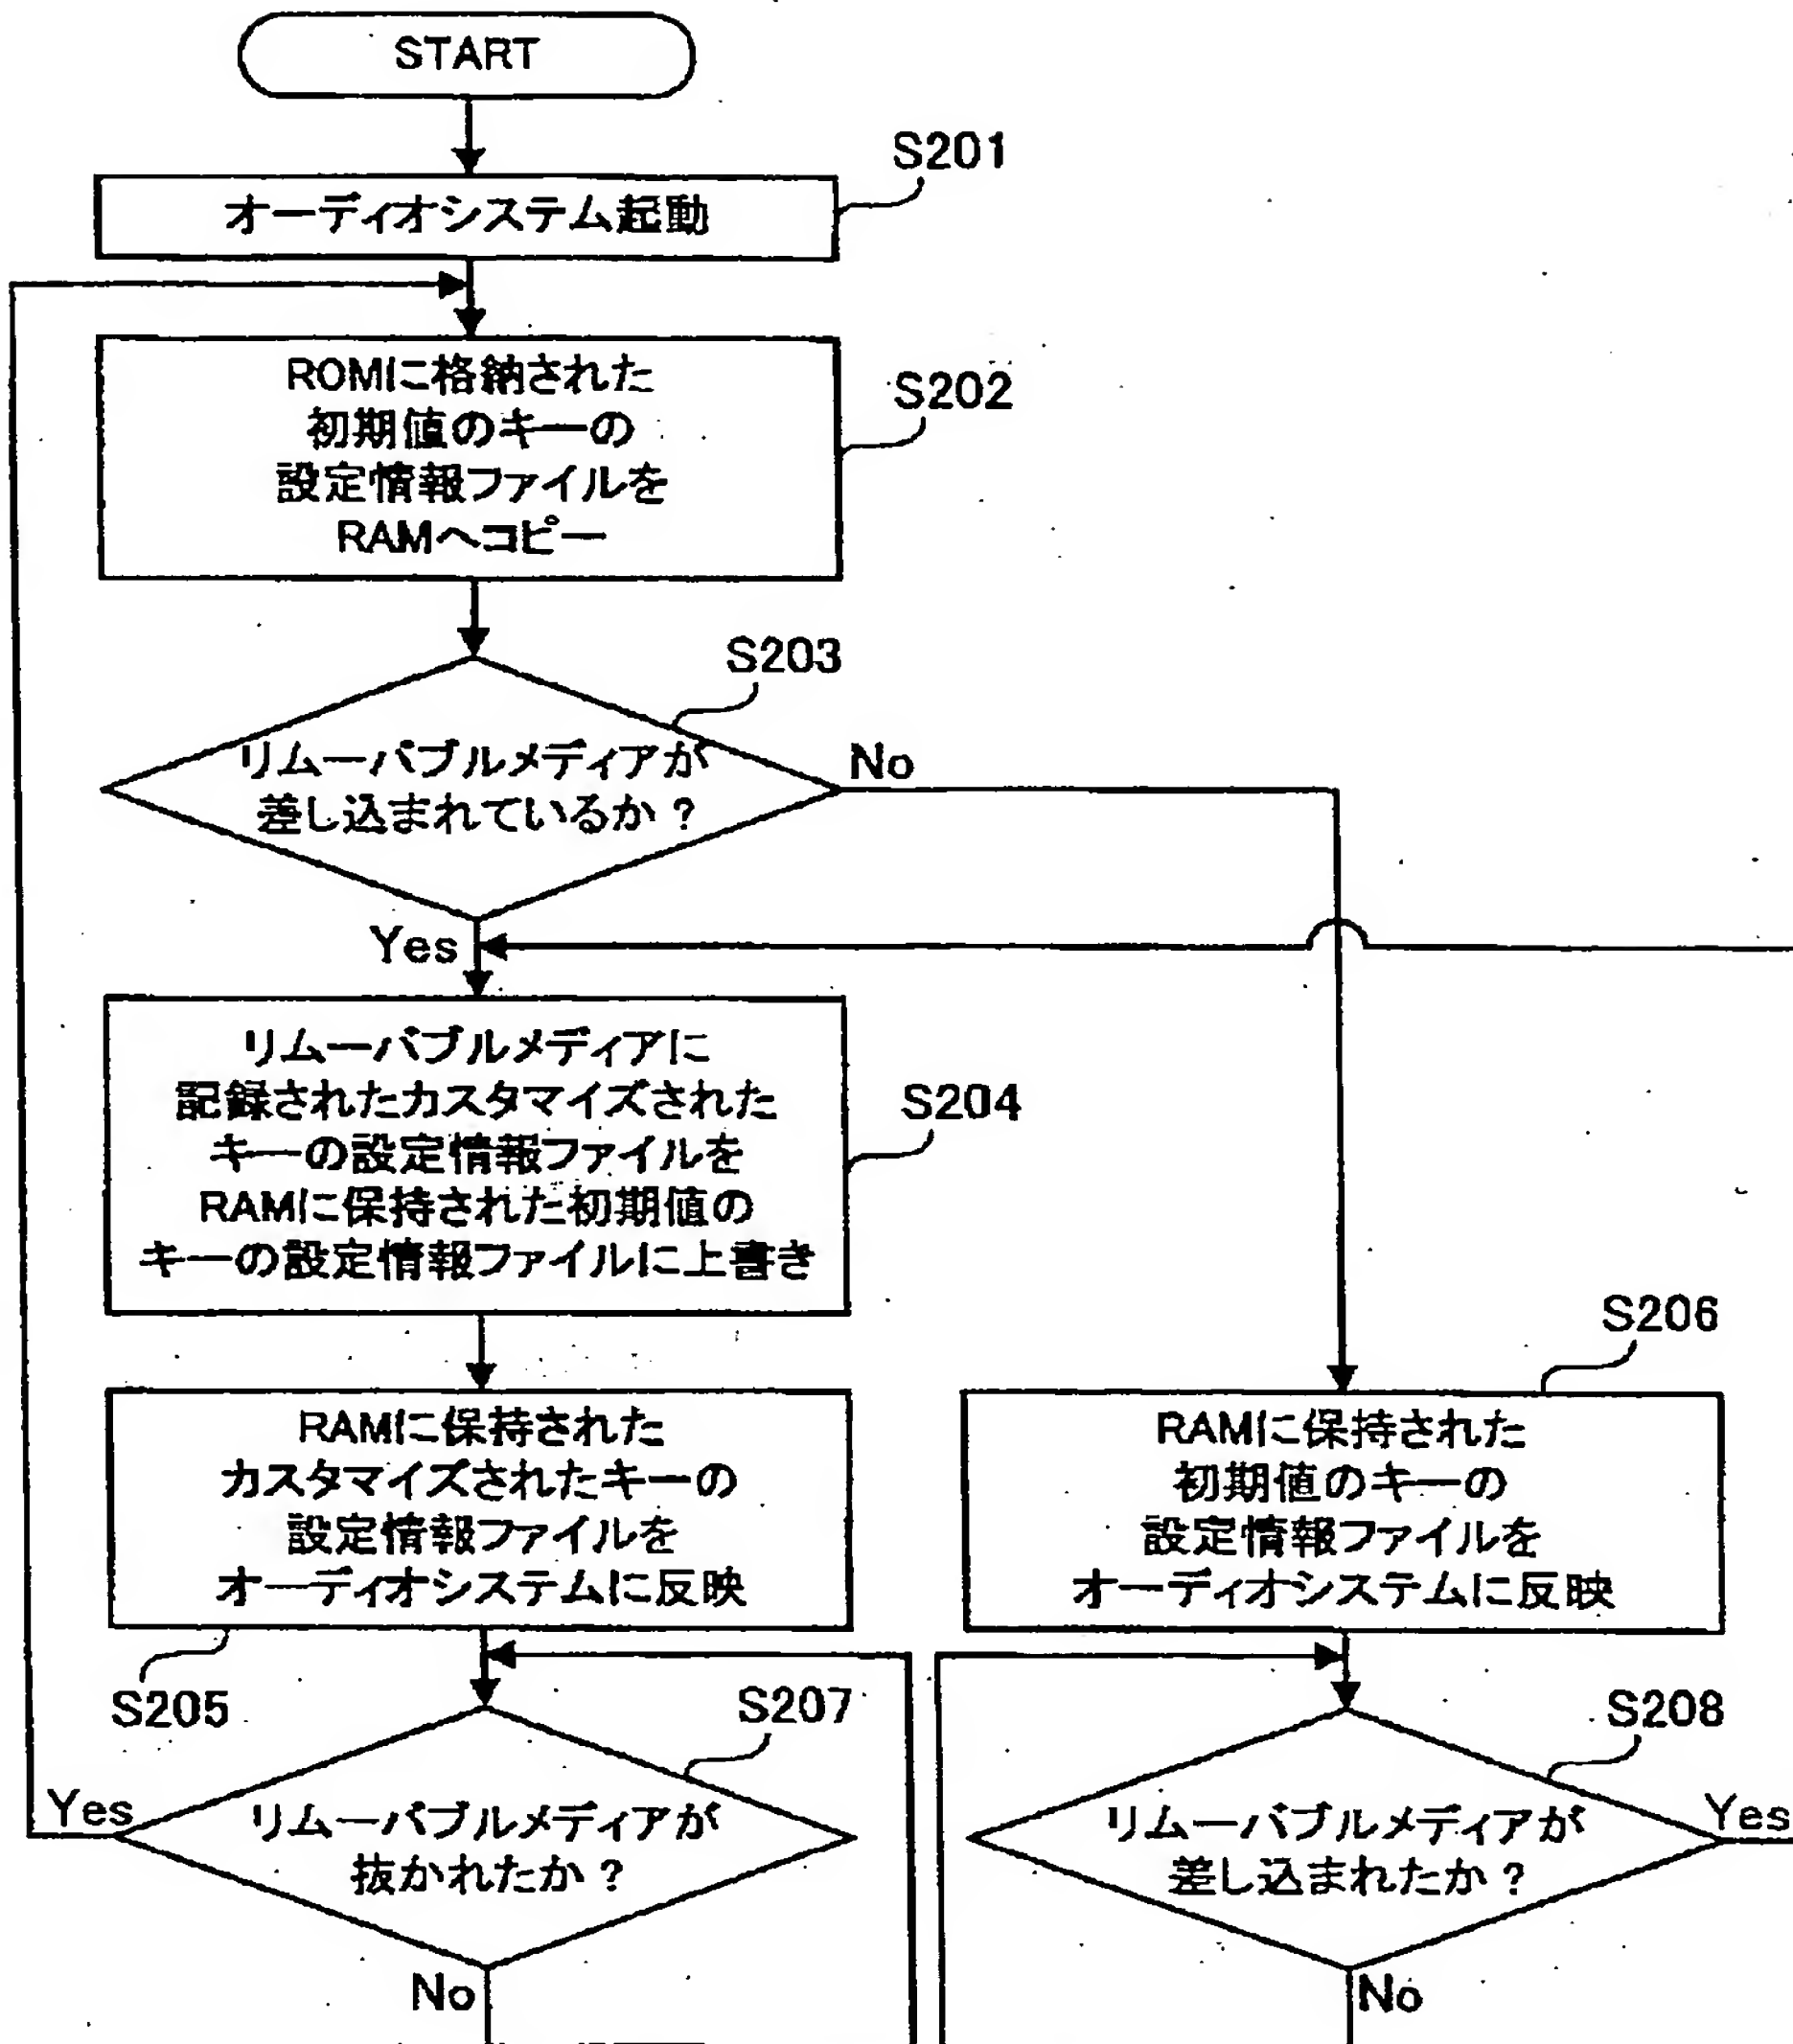 START
S201
オーディオシステム起動
ROMに格納された
初期値のキーの
設定情報ファイルを
RAMへコピー
S202
S203
リムーバブルメディアが
差し込まれているか？
No
Yes
リムーバブルメディアに
記録されたカスタマイズされた
キーの設定情報ファイルを
RAMに保持された初期値の
キーの設定情報ファイルに上書き
S204
S206
RAMに保持された
カスタマイズされたキーの
設定情報ファイルを
オーディオシステムに反映
RAMに保持された
初期値のキーの
設定情報ファイルを
オーディオシステムに反映
S205
S207
S208
Yes
リムーバブルメディアが
抜かれたか？
リムーバブルメディアが
差し込まれたか？
Yes
No
No